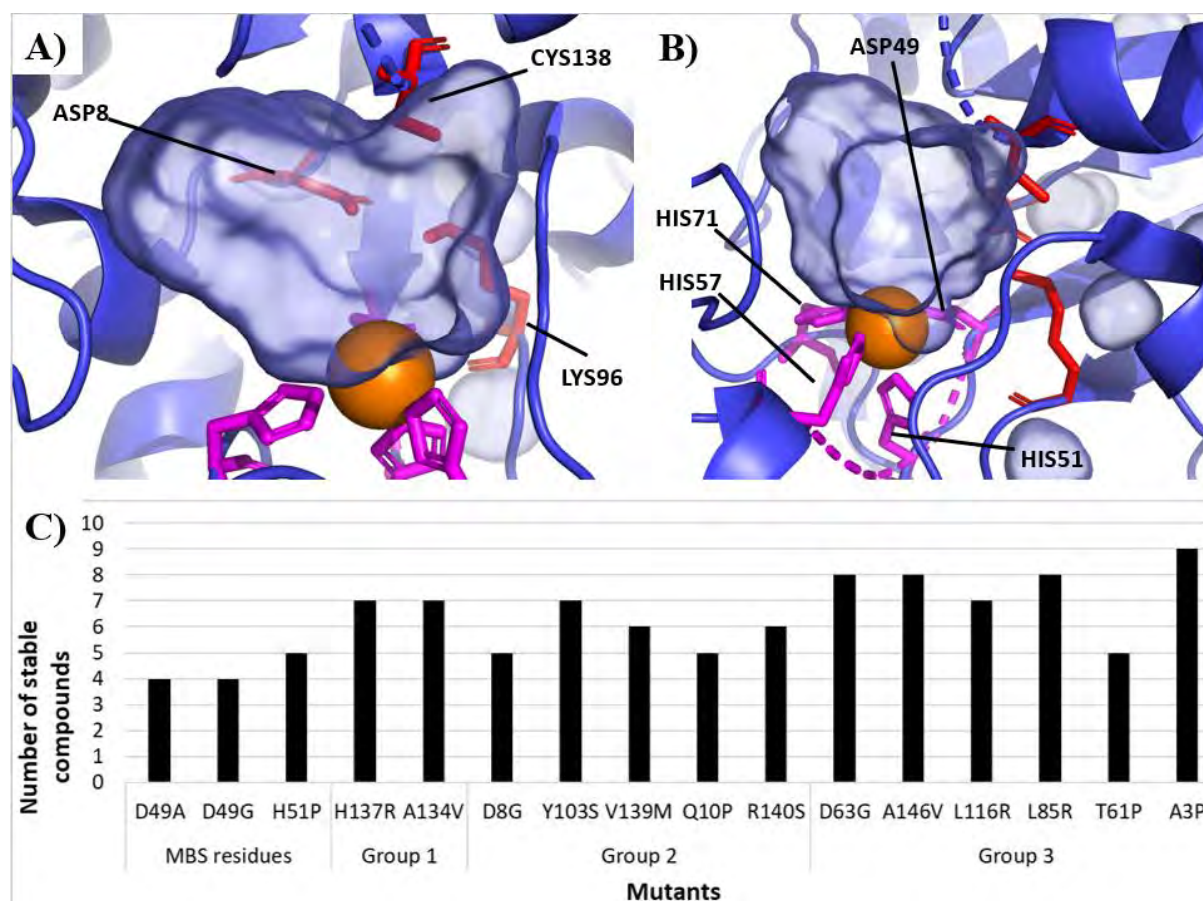 A)
CYS138
ASP8
LYS96
B)
ASP49
HIS71
HIS57
HIS51
C)
Number of stable
compounds
10
9
8
7
6
5
4
3
2
1
0
D49A D49G H51P H137R A134V D8G Y103S V139M Q10P R140S D63G A146V L116R L85R T61P A3P
MBS residues Group 1 Group 2 Group 3
Mutants